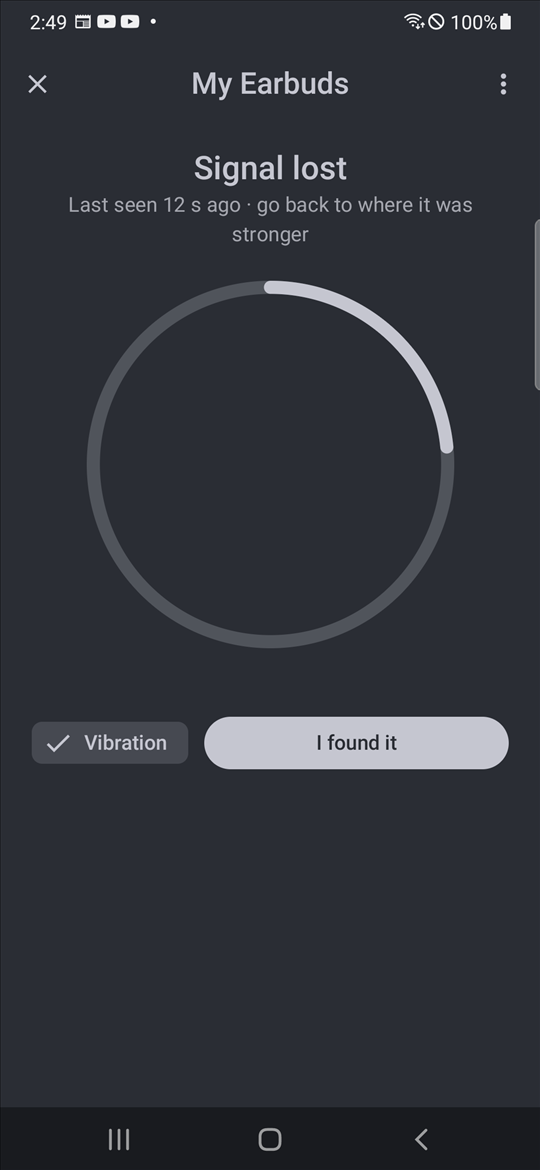 2:49 100%
My Earbuds
Signal lost
Last seen 12 s ago · go back to where it was
stronger
Vibration
I found it